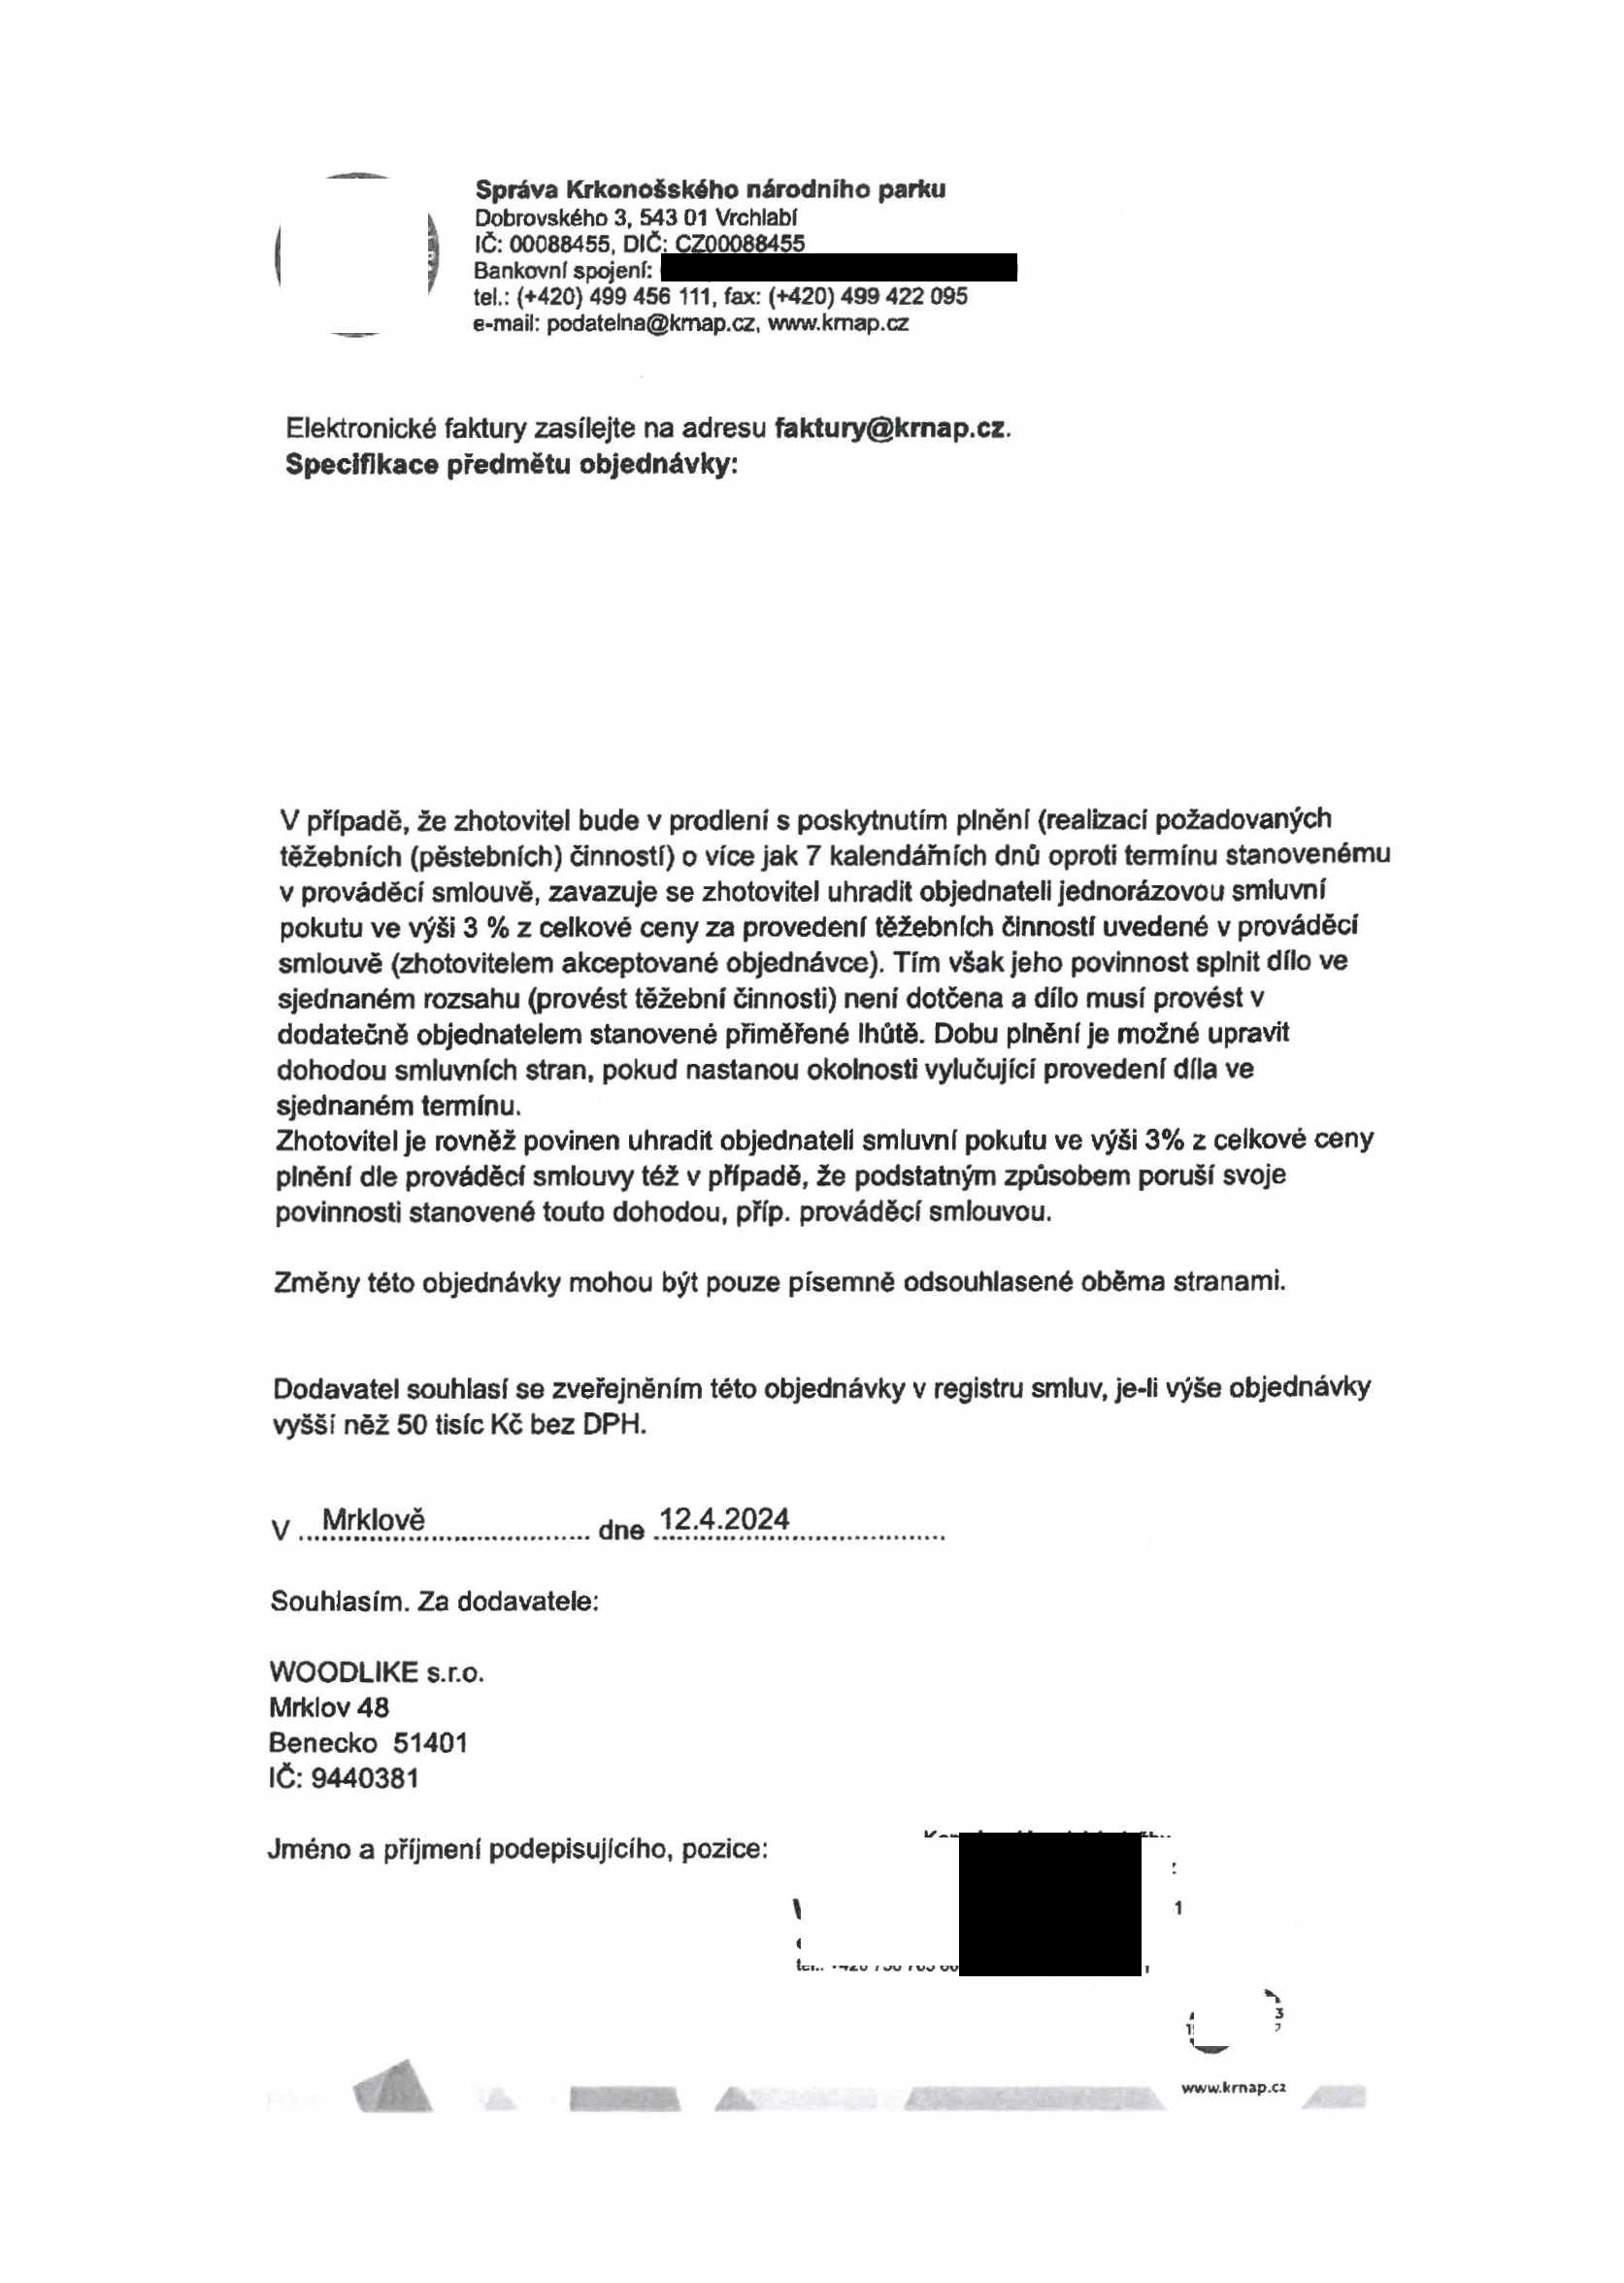 Správa Krkonošského národního parku
Dobrovského 3, 543 01 Vrchlabí
IČ: 00088455, DIČ: CZ00088455
Bankovní spojení:
tel.: (+420) 499 456 111, fax: (+420) 499 422 095
e-mail: podatelna@krnap.cz, www.krnap.cz
Elektronické faktury zasílejte na adresu faktury@krnap.cz.
Specifikace předmětu objednávky:
V případě, že zhotovitel bude v prodlení s poskytnutím plnění (realizací požadovaných
těžebních (pěstebních) činností) o více jak 7 kalendářních dnů oproti termínu stanovenému
v prováděcí smlouvě, zavazuje se zhotovitel uhradit objednateli jednorázovou smluvní
pokutu ve výši 3 % z celkové ceny za provedení těžebních činností uvedené v prováděcí
smlouvě (zhotovitelem akceptované objednávce). Tím však jeho povinnost splnit dílo ve
sjednaném rozsahu (provést těžební činnosti) není dotčena a dílo musí provést v
dodatečně objednatelem stanovené přiměřené lhůtě. Dobu plnění je možné upravit
dohodou smluvních stran, pokud nastanou okolnosti vylučující provedení díla ve
sjednaném termínu.
Zhotovitel je rovněž povinen uhradit objednateli smluvní pokutu ve výši 3% z celkové ceny
plnění dle prováděcí smlouvy též v případě, že podstatným způsobem poruší svoje
povinnosti stanovené touto dohodou, příp. prováděcí smlouvou.
Změny této objednávky mohou být pouze písemně odsouhlasené oběma stranami.
Dodavatel souhlasí se zveřejněním této objednávky v registru smluv, je-li výše objednávky
vyšší něž 50 tisíc Kč bez DPH.
V Mrklově dne 12.4.2024
Souhlasím. Za dodavatele:
WOODLIKE s.r.o.
Mrklov 48
Benecko 51401
IČ: 9440381
Jméno a příjmení podepisujícího, pozice:
www.krnap.cz